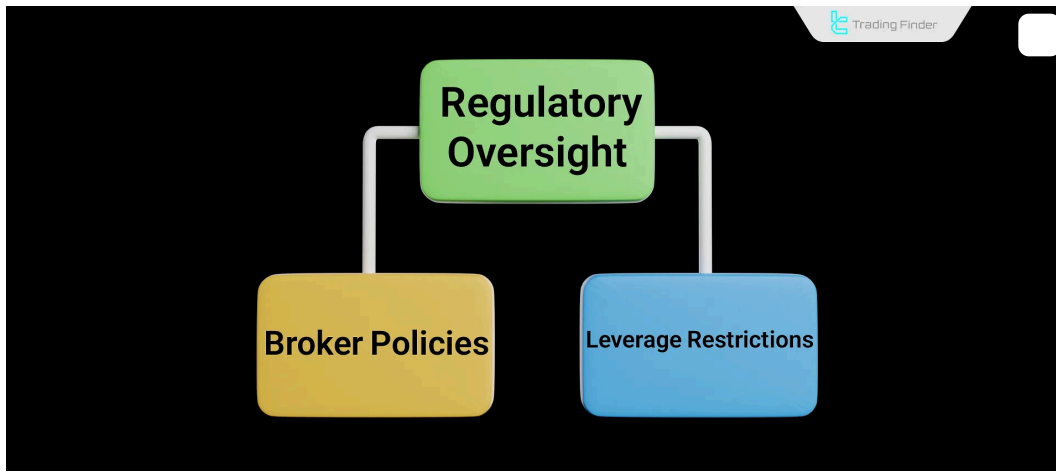 Trading Finder
Regulatory
Oversight
Broker Policies
Leverage Restrictions